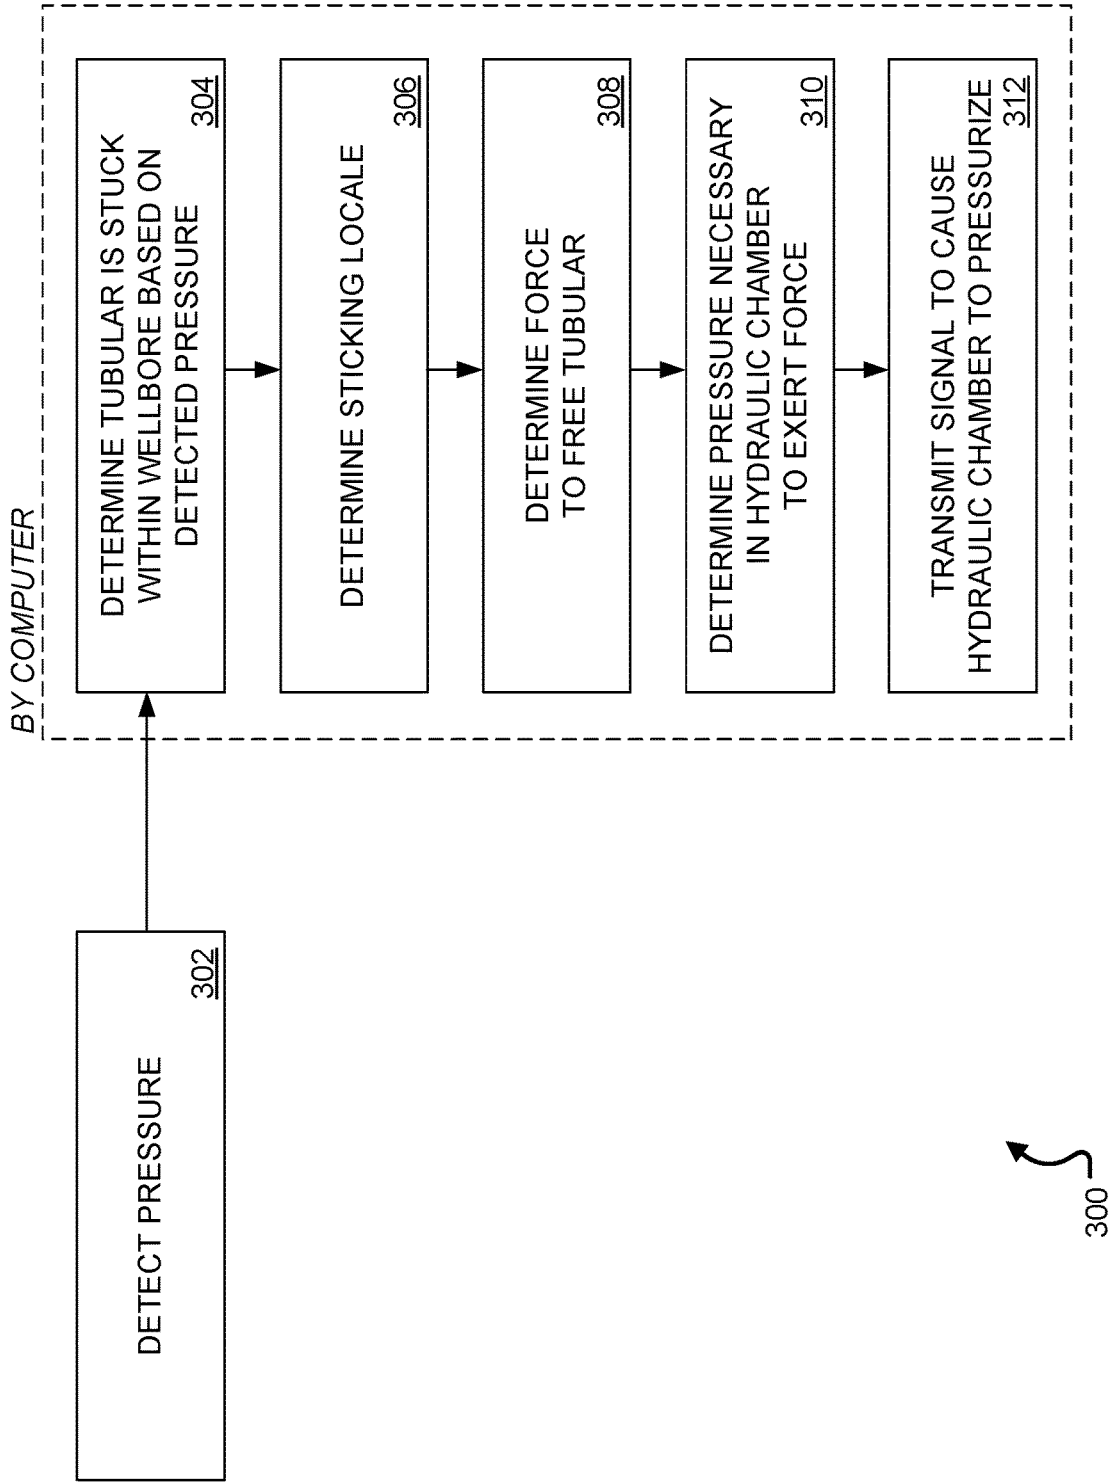 BY COMPUTER
DETECT PRESSURE
302
DETERMINE TUBULAR IS STUCK
WITHIN WELLBORE BASED ON
DETECTED PRESSURE
304
DETERMINE STICKING LOCALE
306
DETERMINE FORCE
TO FREE TUBULAR
308
DETERMINE PRESSURE NECESSARY
IN HYDRAULIC CHAMBER
TO EXERT FORCE
310
TRANSMIT SIGNAL TO CAUSE
HYDRAULIC CHAMBER TO PRESSURIZE
312
300